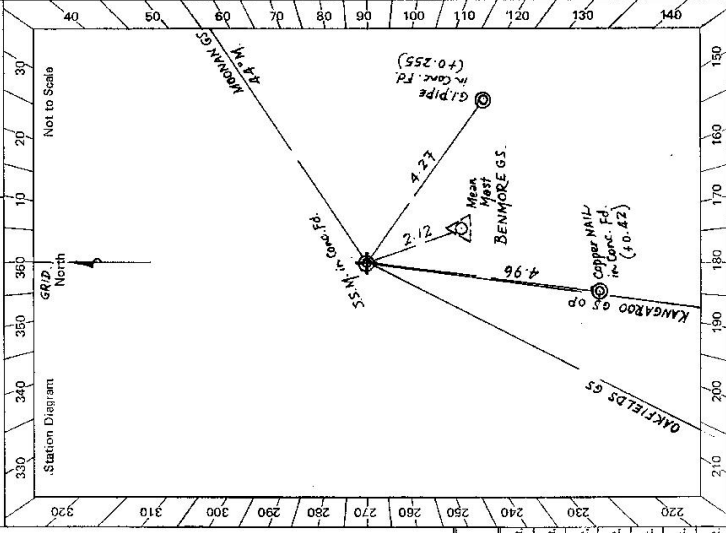 40 50 60 70 80 90 100 110 120 130 140
30
20
10
360
350
340
330
Not to Scale
GRID
North
Station Diagram
MOONAN GS
44° M.
G.I. PIPE
in Conc. Fd.
(+0.255)
4.27
2.12
Mean
Mast
BENMORE GS.
S.S.M. in Conc. Fd.
4.96
Copper NAIL
in Conc. Fd.
(+0.42)
KANGAROO GS OP
OAKFIELDS GS
150
160
170
180
190
200
210
320 310 300 290 280 270 260 250 240 230 220